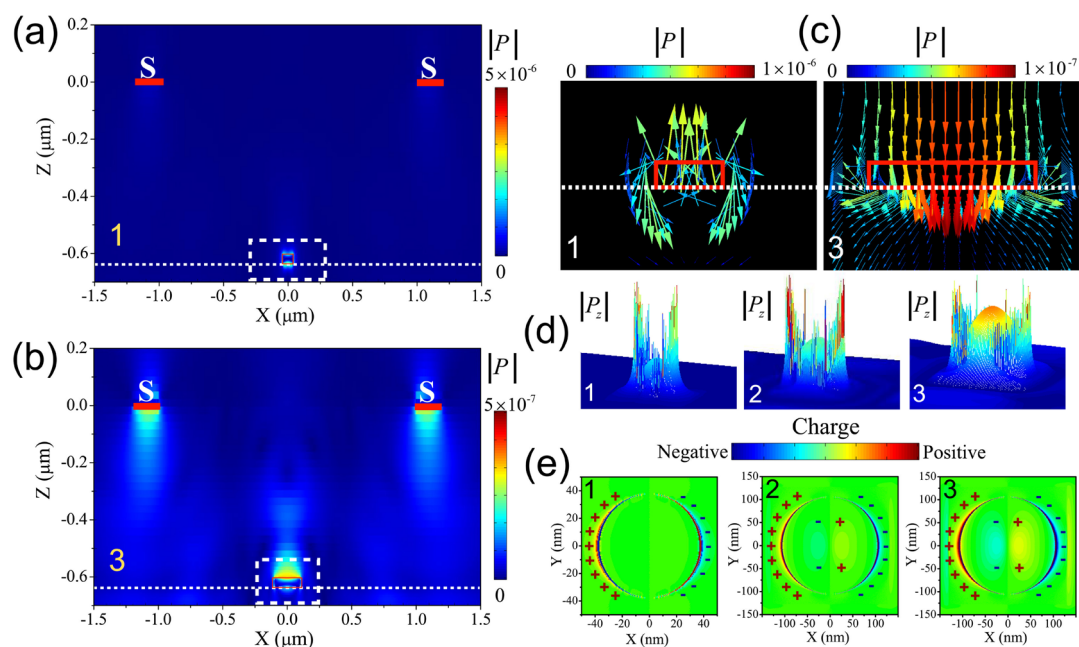 (a)
|P|
5×10⁻⁶
0
S
S
0.2
0.0
-0.2
-0.4
-0.6
Z (μm)
1
-1.5 -1.0 -0.5 0.0 0.5 1.0 1.5
X (μm)
(b)
|P|
5×10⁻⁷
0
S
S
0.2
0.0
-0.2
-0.4
-0.6
Z (μm)
3
-1.5 -1.0 -0.5 0.0 0.5 1.0 1.5
X (μm)
|P|
0 1×10⁻⁶
1
(c)
|P|
0 1×10⁻⁷
3
(d)
|Pz|
1
|Pz|
2
|Pz|
3
Charge
Negative Positive
(e)
1
+ + + + + + + + +
- - - - - - - - -
40
20
0
-20
-40
Y (nm)
-40 -20 0 20 40
X (nm)
2
150
100
50
0
-50
-100
-150
Y (nm)
-100 -50 0 50 100
X (nm)
3
150
100
50
0
-50
-100
-150
Y (nm)
-100 -50 0 50 100
X (nm)